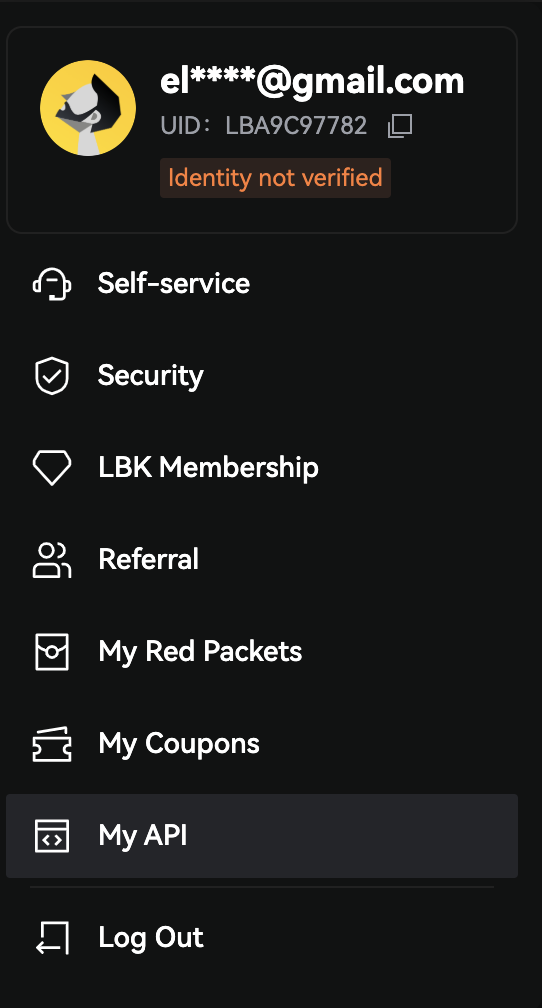 el****@gmail.com
UID： LBA9C97782
Identity not verified
Self-service
Security
LBK Membership
Referral
My Red Packets
My Coupons
My API
Log Out